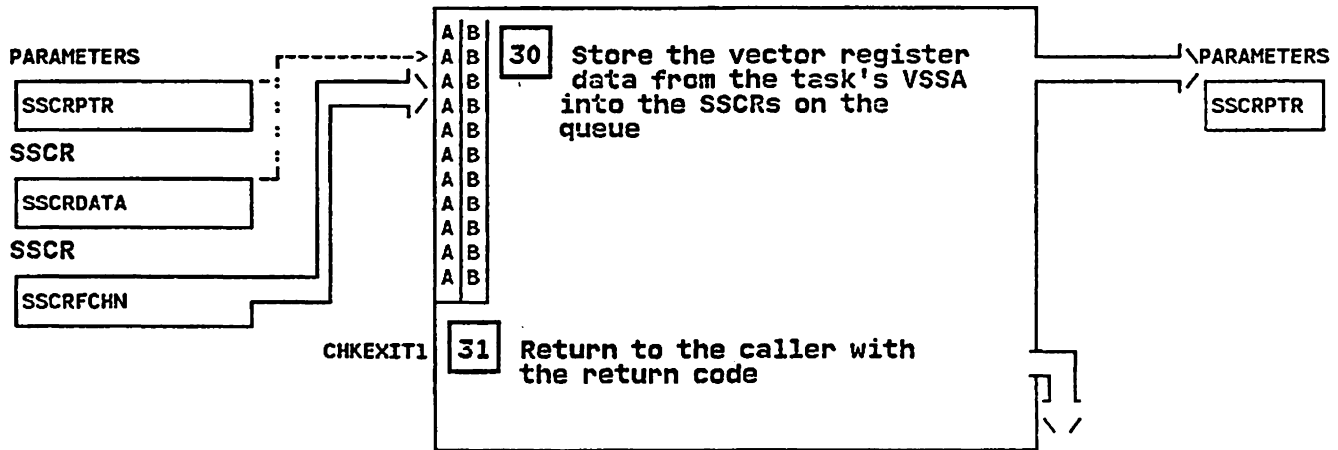 PARAMETERS
SSCRPTR
SSCR
SSCRDATA
SSCR
SSCRFCHN
A B
A B
A B
A B
A B
A B
A B
A B
A B
A B
A B
30 Store the vector register
data from the task's VSSA
into the SSCRs on the
queue
CHKEXIT1 31 Return to the caller with
the return code
PARAMETERS
SSCRPTR